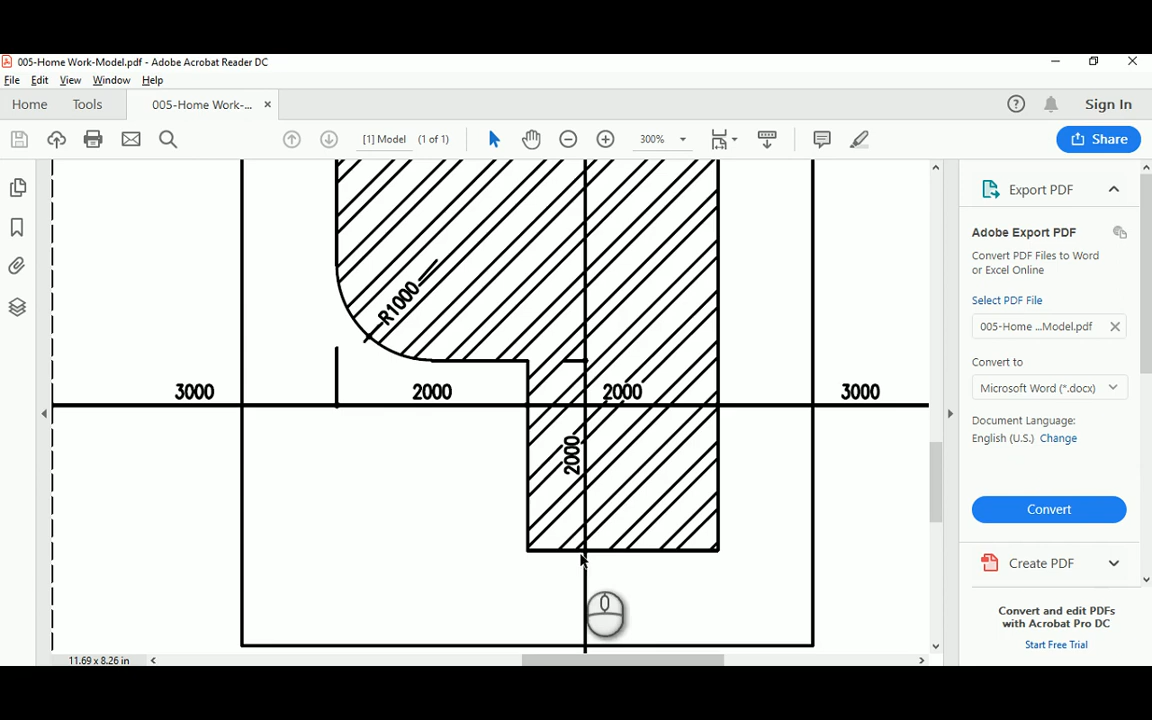 005-Home Work-Model.pdf - Adobe Acrobat Reader DC
File Edit View Window Help
Home Tools 005-Home Work-... × Sign In
[1] Model (1 of 1) 300% Share
Export PDF
Adobe Export PDF
Convert PDF Files to Word
or Excel Online
Select PDF File
005-Home ...Model.pdf
Convert to
Microsoft Word (*.docx)
Document Language:
English (U.S.) Change
Convert
Create PDF
Convert and edit PDFs
with Acrobat Pro DC
Start Free Trial
R1000
3000 2000 2000 3000
2000
11.69 x 8.26 in